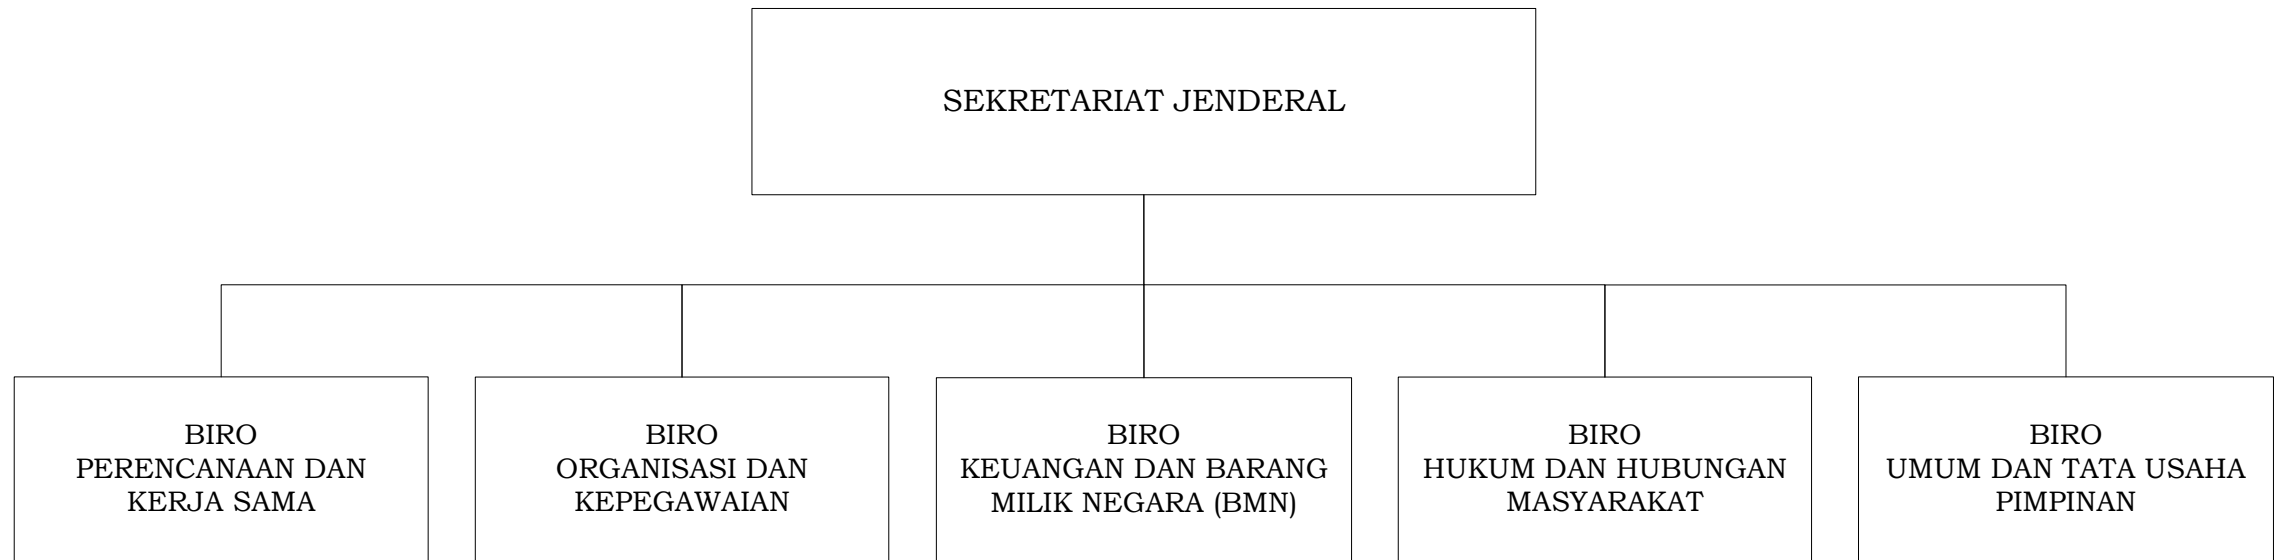 SEKRETARIAT JENDERAL
BIRO
PERENCANAAN DAN
KERJA SAMA
BIRO
ORGANISASI DAN
KEPEGAWAIAN
BIRO
KEUANGAN DAN BARANG
MILIK NEGARA (BMN)
BIRO
HUKUM DAN HUBUNGAN
MASYARAKAT
BIRO
UMUM DAN TATA USAHA
PIMPINAN